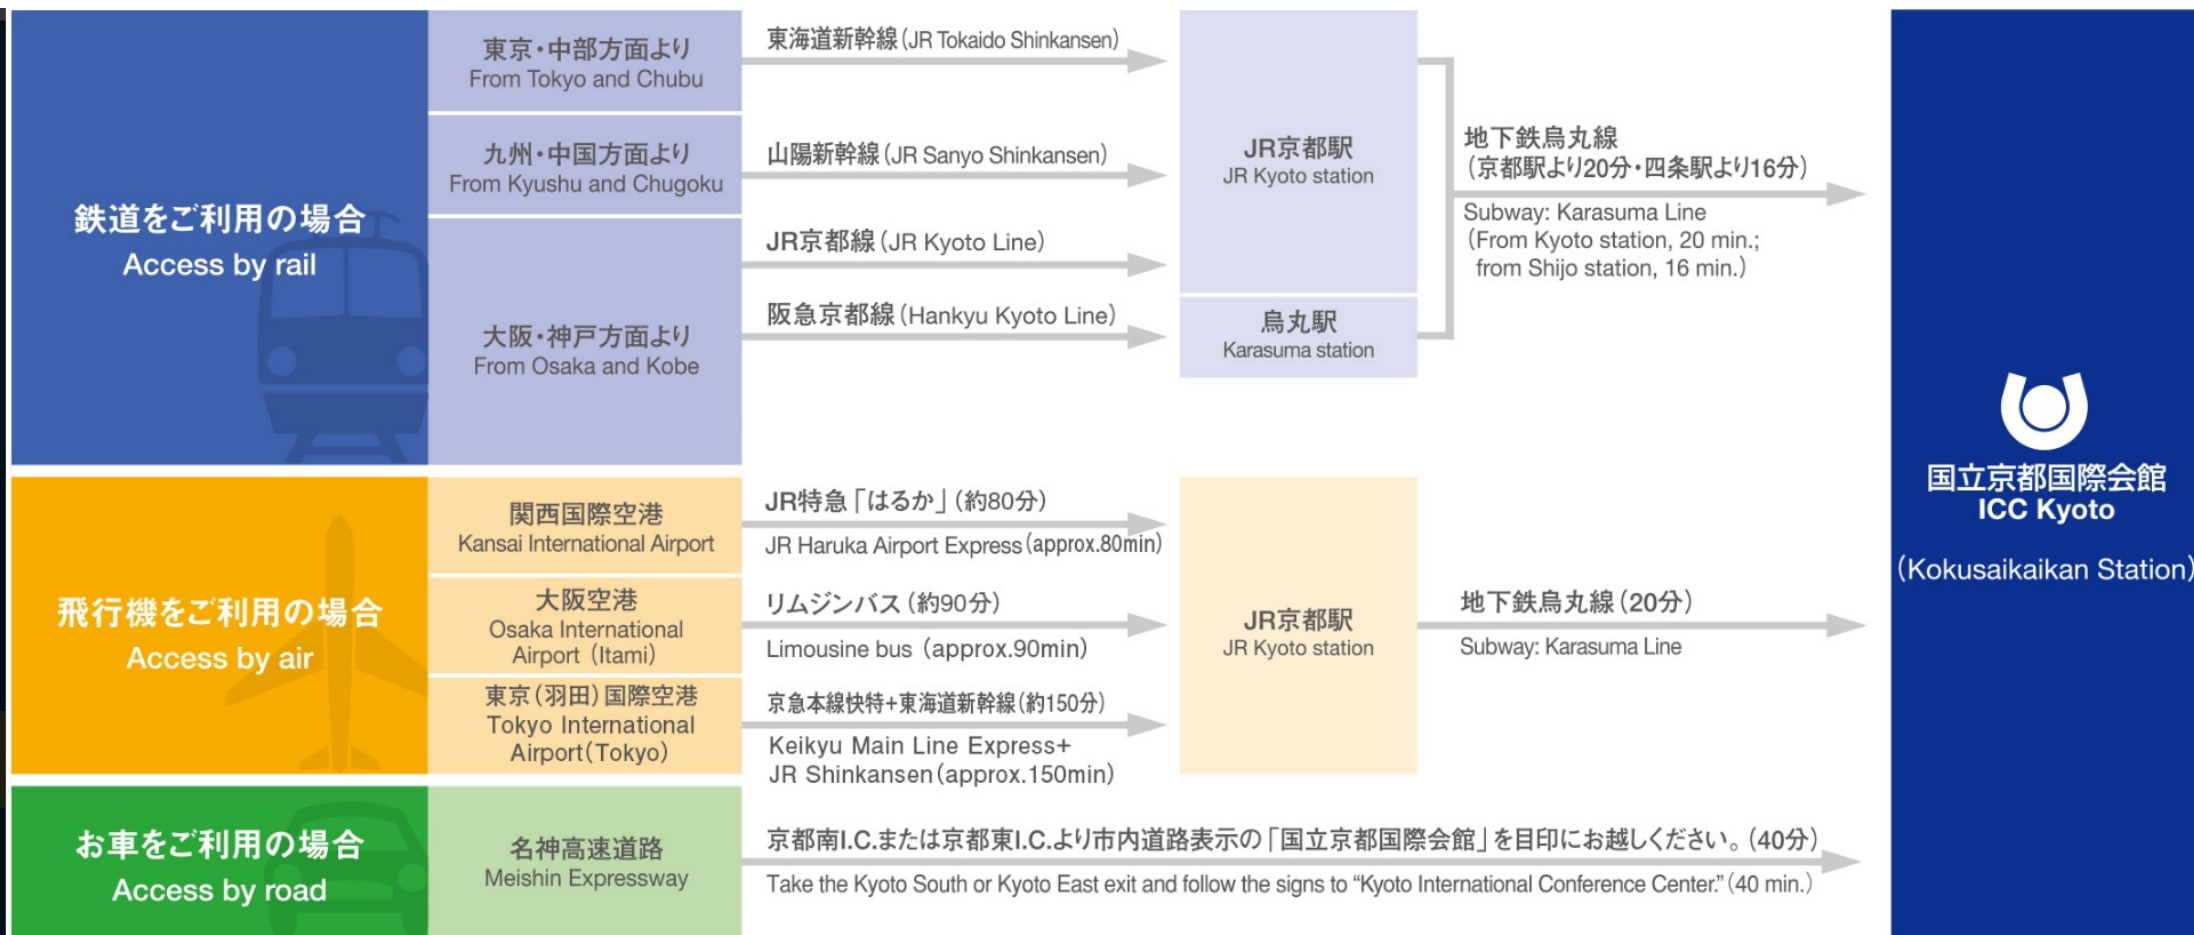 鉄道をご利用の場合
Access by rail
東京・中部方面より
From Tokyo and Chubu
東海道新幹線(JR Tokaido Shinkansen)
九州・中国方面より
From Kyushu and Chugoku
山陽新幹線(JR Sanyo Shinkansen)
大阪・神戸方面より
From Osaka and Kobe
JR京都線(JR Kyoto Line)
阪急京都線(Hankyu Kyoto Line)
JR京都駅
JR Kyoto station
烏丸駅
Karasuma station
地下鉄烏丸線
(京都駅より20分・四条駅より16分)
Subway: Karasuma Line
(From Kyoto station, 20 min.;
from Shijo station, 16 min.)
飛行機をご利用の場合
Access by air
関西国際空港
Kansai International Airport
JR特急「はるか」(約80分)
JR Haruka Airport Express(approx.80min)
大阪空港
Osaka International
Airport (Itami)
リムジンバス(約90分)
Limousine bus (approx.90min)
東京(羽田)国際空港
Tokyo International
Airport(Tokyo)
京急本線快特+東海道新幹線(約150分)
Keikyu Main Line Express+
JR Shinkansen(approx.150min)
JR京都駅
JR Kyoto station
地下鉄烏丸線(20分)
Subway: Karasuma Line
お車をご利用の場合
Access by road
名神高速道路
Meishin Expressway
京都南I.C.または京都東I.C.より市内道路表示の「国立京都国際会館」を目印にお越しください。(40分)
Take the Kyoto South or Kyoto East exit and follow the signs to “Kyoto International Conference Center.”(40 min.)
国立京都国際会館
ICC Kyoto
(Kokusaikaikan Station)